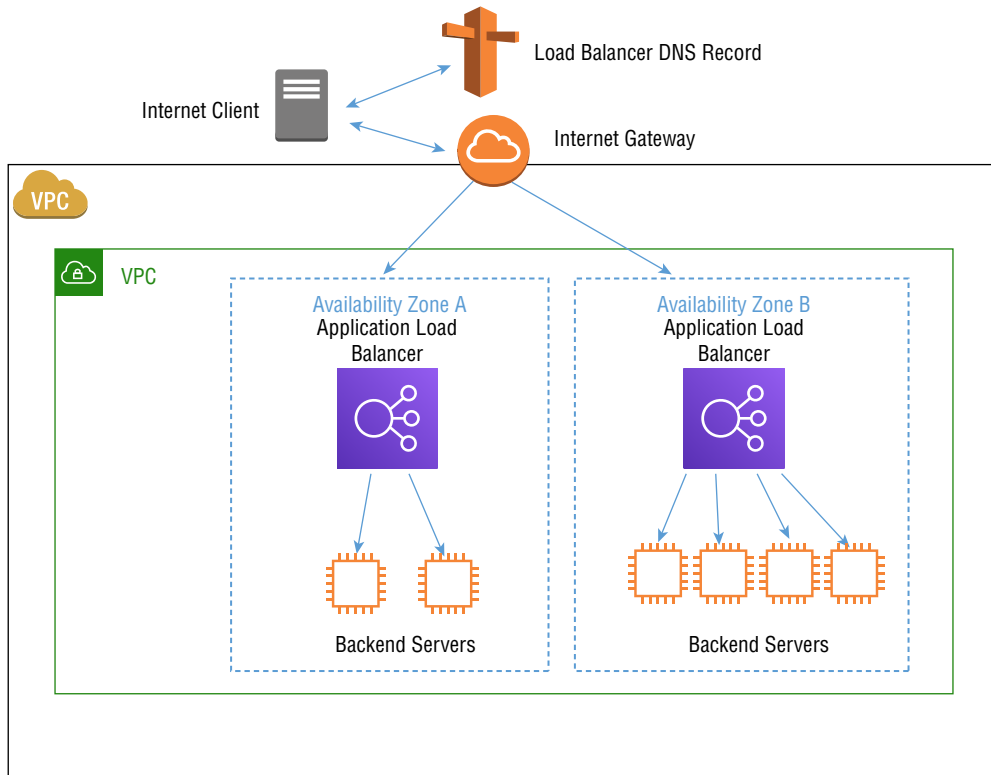 Load Balancer DNS Record
Internet Client
Internet Gateway
VPC
VPC
Availability Zone A
Application Load
Balancer
Availability Zone B
Application Load
Balancer
Backend Servers
Backend Servers